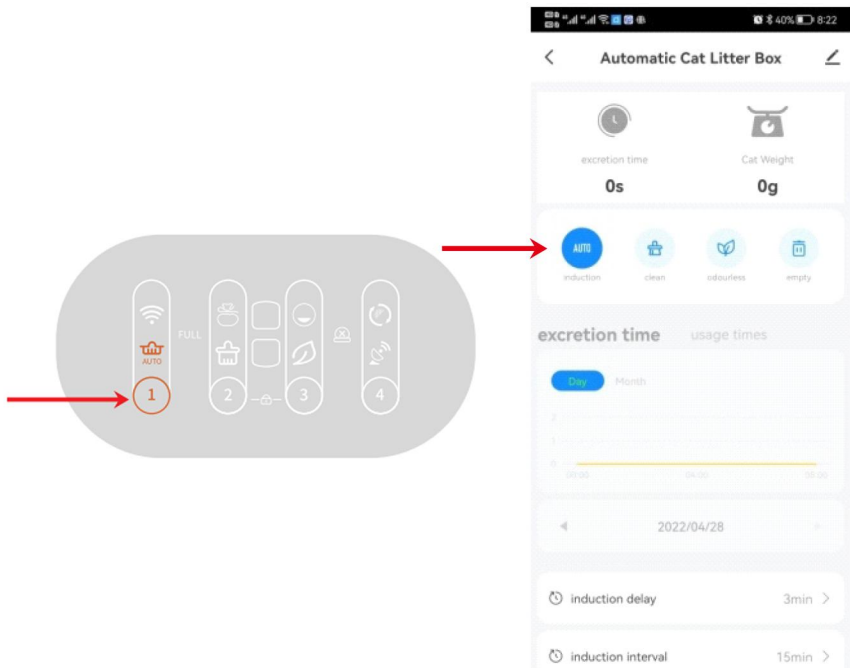 40% 8:22
Automatic Cat Litter Box
excretion time
Cat Weight
0s
0g
AUTO
induction
clean
odourless
empty
FULL
AUTO
1
2
3
4
excretion time
usage times
Day
Month
2
1
0
00:00
04:00
2022/04/28
induction delay
3min
induction interval
15min